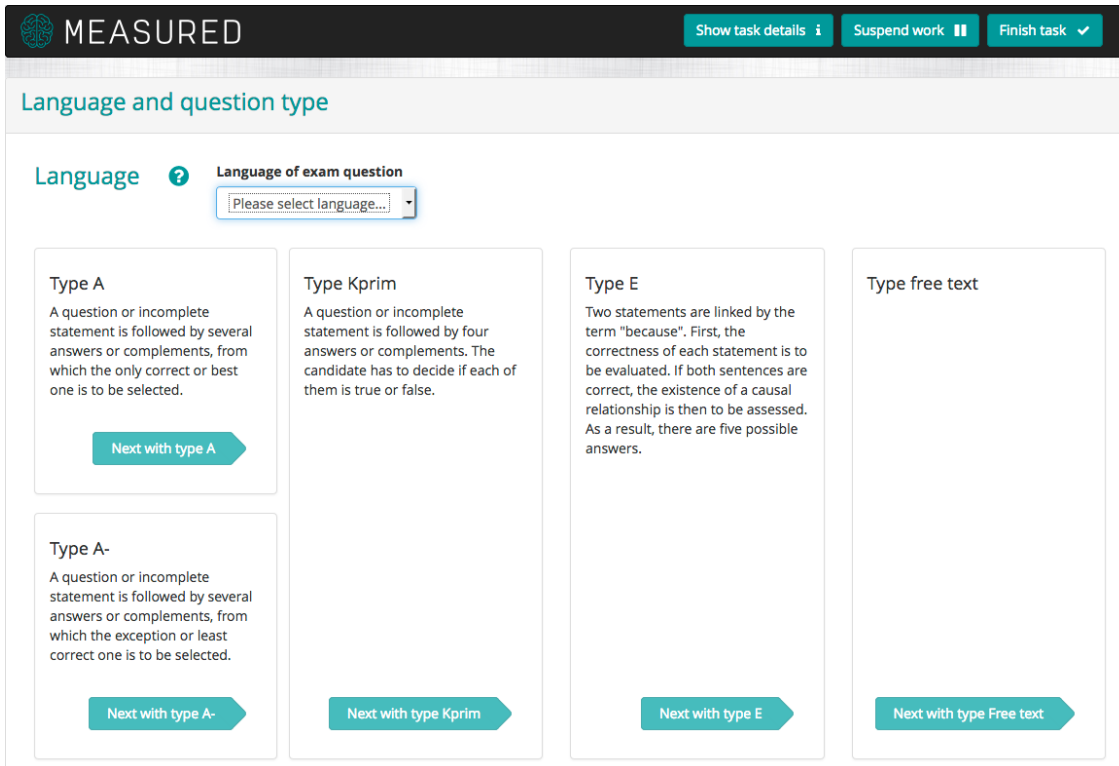 MEASURED
Show task details i
Suspend work
Finish task
Language and question type
Language ?
Language of exam question
Please select language...
Type A
A question or incomplete
statement is followed by several
answers or complements, from
which the only correct or best
one is to be selected.
Next with type A
Type A-
A question or incomplete
statement is followed by several
answers or complements, from
which the exception or least
correct one is to be selected.
Next with type A-
Type Kprim
A question or incomplete
statement is followed by four
answers or complements. The
candidate has to decide if each of
them is true or false.
Next with type Kprim
Type E
Two statements are linked by the
term "because". First, the
correctness of each statement is to
be evaluated. If both sentences are
correct, the existence of a causal
relationship is then to be assessed.
As a result, there are five possible
answers.
Next with type E
Type free text
Next with type Free text